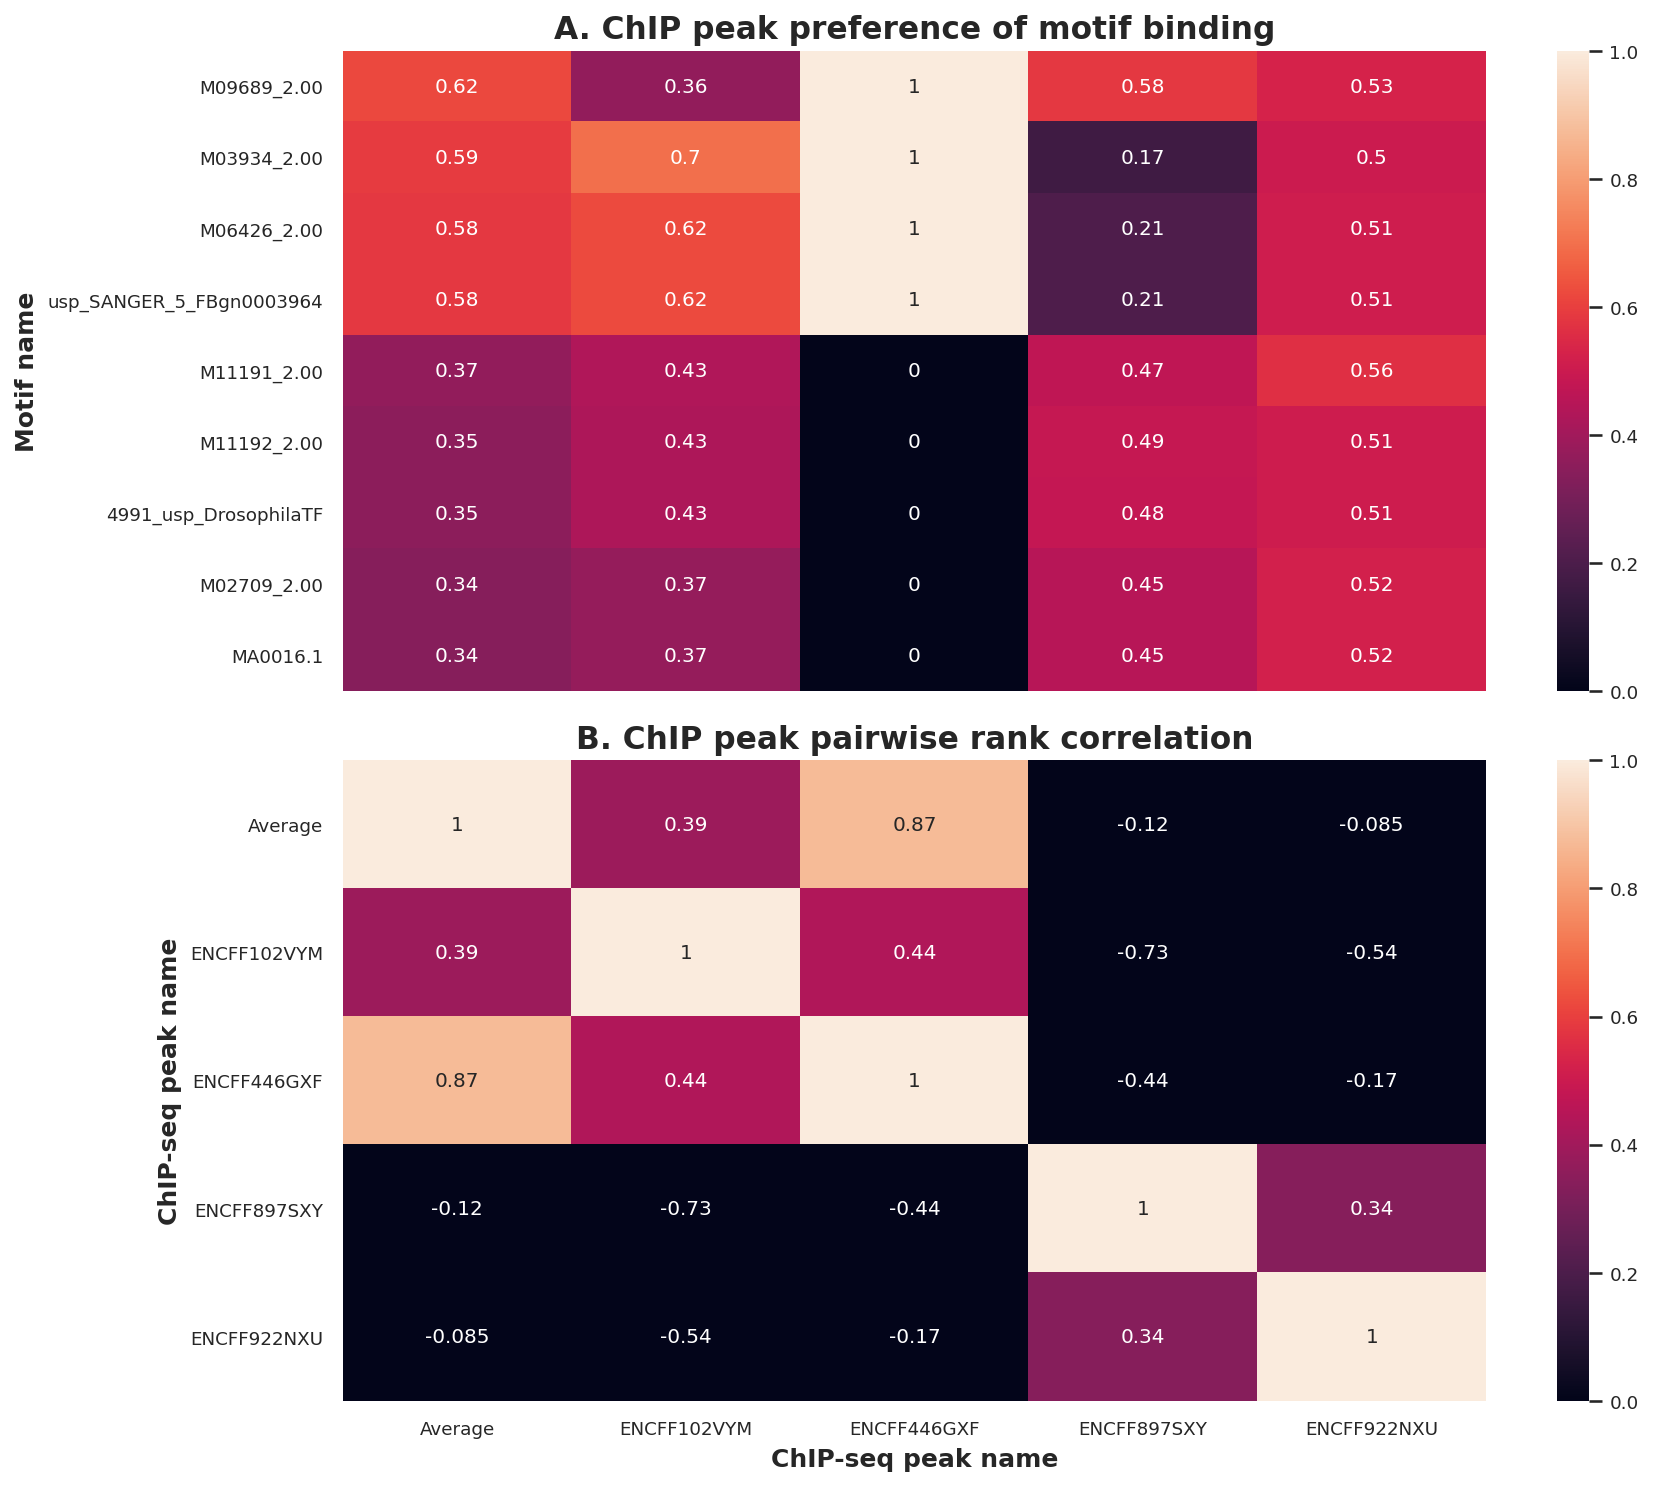 A. ChIP peak preference of motif binding
Motif name
M09689_2.00 0.62 0.36 1 0.58 0.53
M03934_2.00 0.59 0.7 1 0.17 0.5
M06426_2.00 0.58 0.62 1 0.21 0.51
usp_SANGER_5_FBgn0003964 0.58 0.62 1 0.21 0.51
M11191_2.00 0.37 0.43 0 0.47 0.56
M11192_2.00 0.35 0.43 0 0.49 0.51
4991_usp_DrosophilaTF 0.35 0.43 0 0.48 0.51
M02709_2.00 0.34 0.37 0 0.45 0.52
MA0016.1 0.34 0.37 0 0.45 0.52
1.0
0.8
0.6
0.4
0.2
0.0
B. ChIP peak pairwise rank correlation
ChIP-seq peak name
Average 1 0.39 0.87 -0.12 -0.085
ENCFF102VYM 0.39 1 0.44 -0.73 -0.54
ENCFF446GXF 0.87 0.44 1 -0.44 -0.17
ENCFF897SXY -0.12 -0.73 -0.44 1 0.34
ENCFF922NXU -0.085 -0.54 -0.17 0.34 1
1.0
0.8
0.6
0.4
0.2
0.0
Average ENCFF102VYM ENCFF446GXF ENCFF897SXY ENCFF922NXU
ChIP-seq peak name